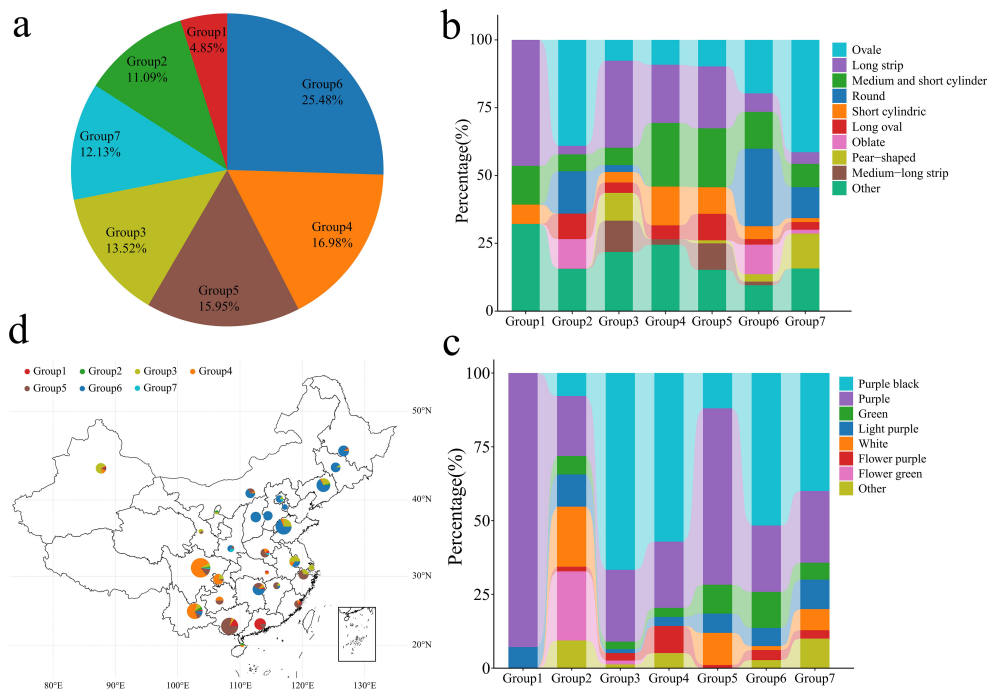 a
Group1
4.85%
Group2
11.09%
Group6
25.48%
Group7
12.13%
Group3
13.52%
Group4
16.98%
Group5
15.95%
b
Percentage(%)
100
75
50
25
0
Group1 Group2 Group3 Group4 Group5 Group6 Group7
Ovale
Long strip
Medium and short cylinder
Round
Short cylindric
Long oval
Oblate
Pear−shaped
Medium−long strip
Other
d
Group1 Group2 Group3 Group4
Group5 Group6 Group7
50°N
40°N
30°N
20°N
80°E 90°E 100°E 110°E 120°E 130°E
c
Percentage(%)
100
75
50
25
0
Group1 Group2 Group3 Group4 Group5 Group6 Group7
Purple black
Purple
Green
Light purple
White
Flower purple
Flower green
Other